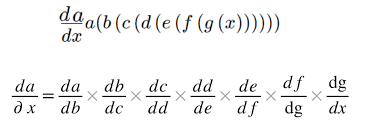 da/dx a(b(c(d(e(f(g(x)))))))
da/∂x = da/db × db/dc × dc/dd × dd/de × de/df × df/dg × dg/dx